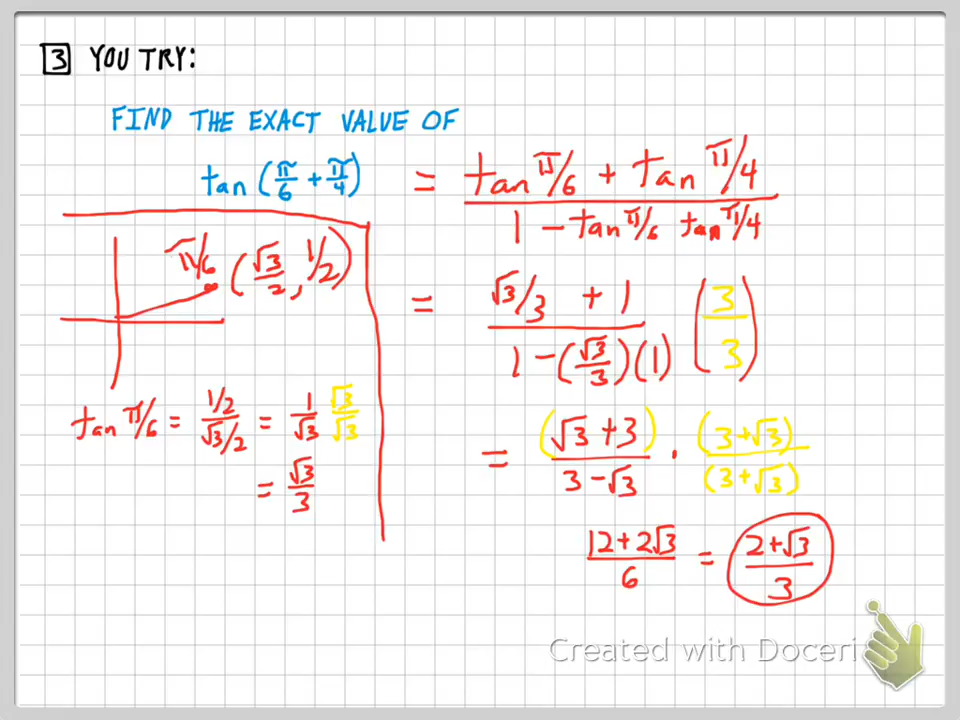 3 YOU TRY:
FIND THE EXACT VALUE OF
tan (π/6 + π/4) = (tan π/6 + tan π/4) / (1 - tan π/6 tan π/4)
π/6 (√3/2, 1/2)
= (√3/3 + 1) / (1 - (√3/3)(1)) (3/3)
tan π/6 = (1/2)/(√3/2) = 1/√3 √3/√3
= √3/3
= (√3 + 3)/(3 - √3) · (3 + √3)/(3 + √3)
(12 + 2√3)/6 = (2 + √3)/3
Created with Doceri